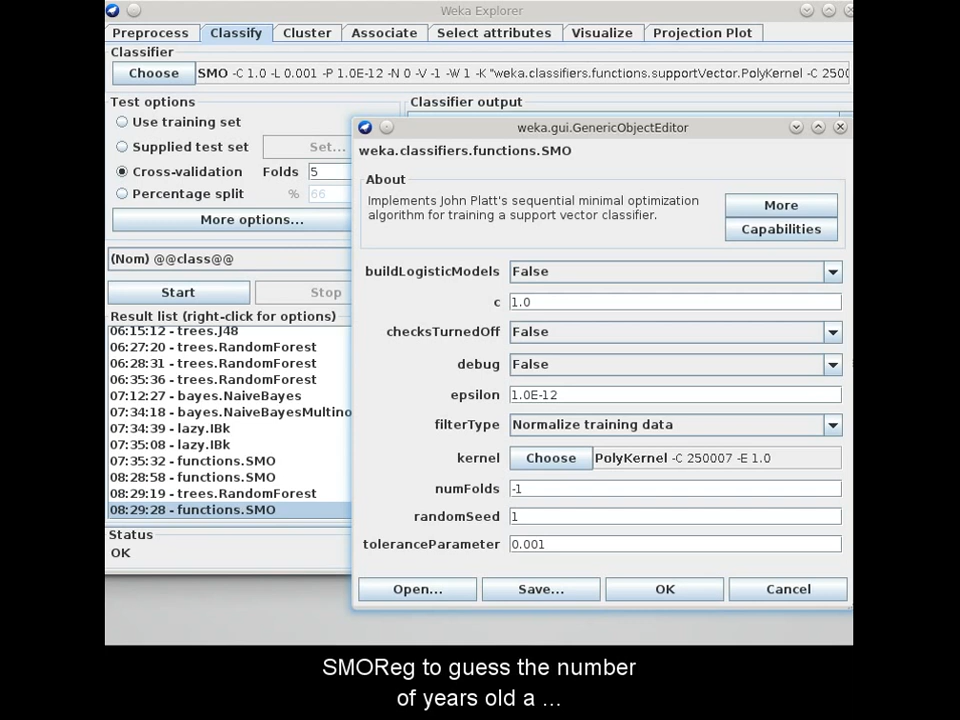 Weka Explorer
Preprocess Classify Cluster Associate Select attributes Visualize Projection Plot
Classifier
Choose SMO -C 1.0 -L 0.001 -P 1.0E-12 -N 0 -V -1 -W 1 -K "weka.classifiers.functions.supportVector.PolyKernel -C 2500
Test options
Classifier output
Use training set
Supplied test set Set...
Cross-validation Folds 5
Percentage split % 66
More options...
(Nom) @@class@@
Start Stop
Result list (right-click for options)
06:15:12 - trees.J48
06:27:20 - trees.RandomForest
06:28:31 - trees.RandomForest
06:35:36 - trees.RandomForest
07:12:27 - bayes.NaiveBayes
07:34:18 - bayes.NaiveBayesMultino
07:34:39 - lazy.IBk
07:35:08 - lazy.IBk
07:35:32 - functions.SMO
08:28:58 - functions.SMO
08:29:19 - trees.RandomForest
08:29:28 - functions.SMO
Status
OK
weka.gui.GenericObjectEditor
weka.classifiers.functions.SMO
About
Implements John Platt's sequential minimal optimization
algorithm for training a support vector classifier.
More
Capabilities
buildLogisticModels False
c 1.0
checksTurnedOff False
debug False
epsilon 1.0E-12
filterType Normalize training data
kernel Choose PolyKernel -C 250007 -E 1.0
numFolds -1
randomSeed 1
toleranceParameter 0.001
Open... Save... OK Cancel
SMOReg to guess the number
of years old a ...